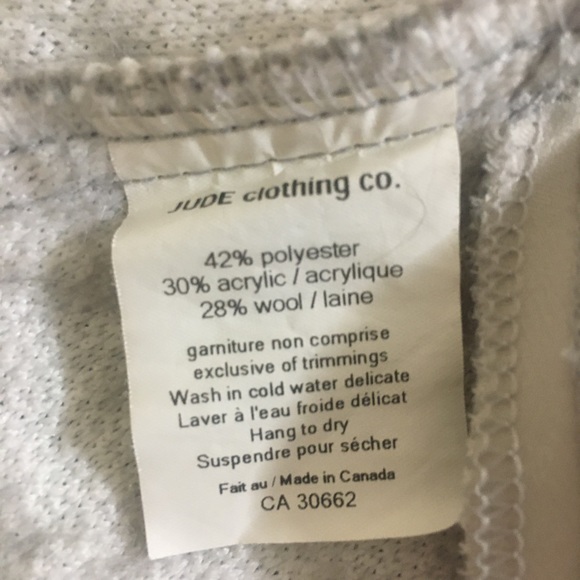 JUDE clothing co.
42% polyester
30% acrylic / acrylique
28% wool / laine
garniture non comprise
exclusive of trimmings
Wash in cold water delicate
Laver à l'eau froide délicat
Hang to dry
Suspendre pour sécher
Fait au / Made in Canada
CA 30662